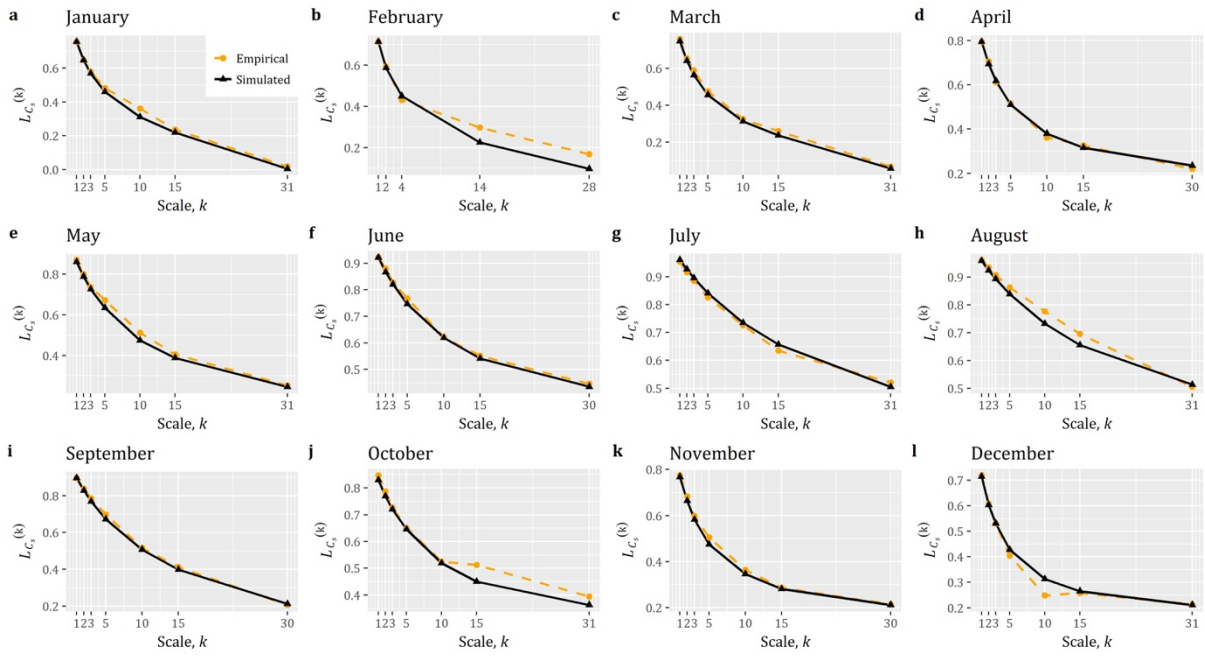 a January
0.6
0.4
0.2
0.0
Empirical
Simulated
L_{C_s}^{(k)}
1 2 3 5 10 15 31
Scale, k
b February
0.6
0.4
0.2
L_{C_s}^{(k)}
1 2 4 14 28
Scale, k
c March
0.6
0.4
0.2
L_{C_s}^{(k)}
1 2 3 5 10 15 31
Scale, k
d April
0.8
0.6
0.4
0.2
L_{C_s}^{(k)}
1 2 3 5 10 15 30
Scale, k
e May
0.8
0.6
0.4
L_{C_s}^{(k)}
1 2 3 5 10 15 31
Scale, k
f June
0.9
0.8
0.7
0.6
0.5
L_{C_s}^{(k)}
1 2 3 5 10 15 30
Scale, k
g July
0.9
0.8
0.7
0.6
0.5
L_{C_s}^{(k)}
1 2 3 5 10 15 31
Scale, k
h August
0.9
0.8
0.7
0.6
0.5
L_{C_s}^{(k)}
1 2 3 5 10 15 31
Scale, k
i September
0.8
0.6
0.4
0.2
L_{C_s}^{(k)}
1 2 3 5 10 15 30
Scale, k
j October
0.8
0.7
0.6
0.5
0.4
L_{C_s}^{(k)}
1 2 3 5 10 15 31
Scale, k
k November
0.8
0.6
0.4
0.2
L_{C_s}^{(k)}
1 2 3 5 10 15 30
Scale, k
l December
0.7
0.6
0.5
0.4
0.3
0.2
L_{C_s}^{(k)}
1 2 3 5 10 15 31
Scale, k